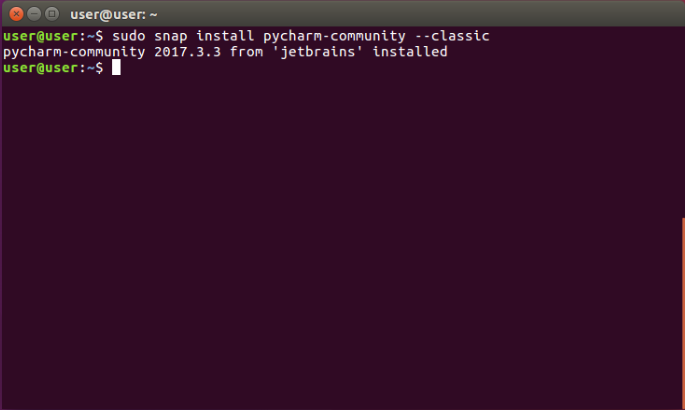 user@user: ~
user@user:~$ sudo snap install pycharm-community --classic
pycharm-community 2017.3.3 from 'jetbrains' installed
user@user:~$